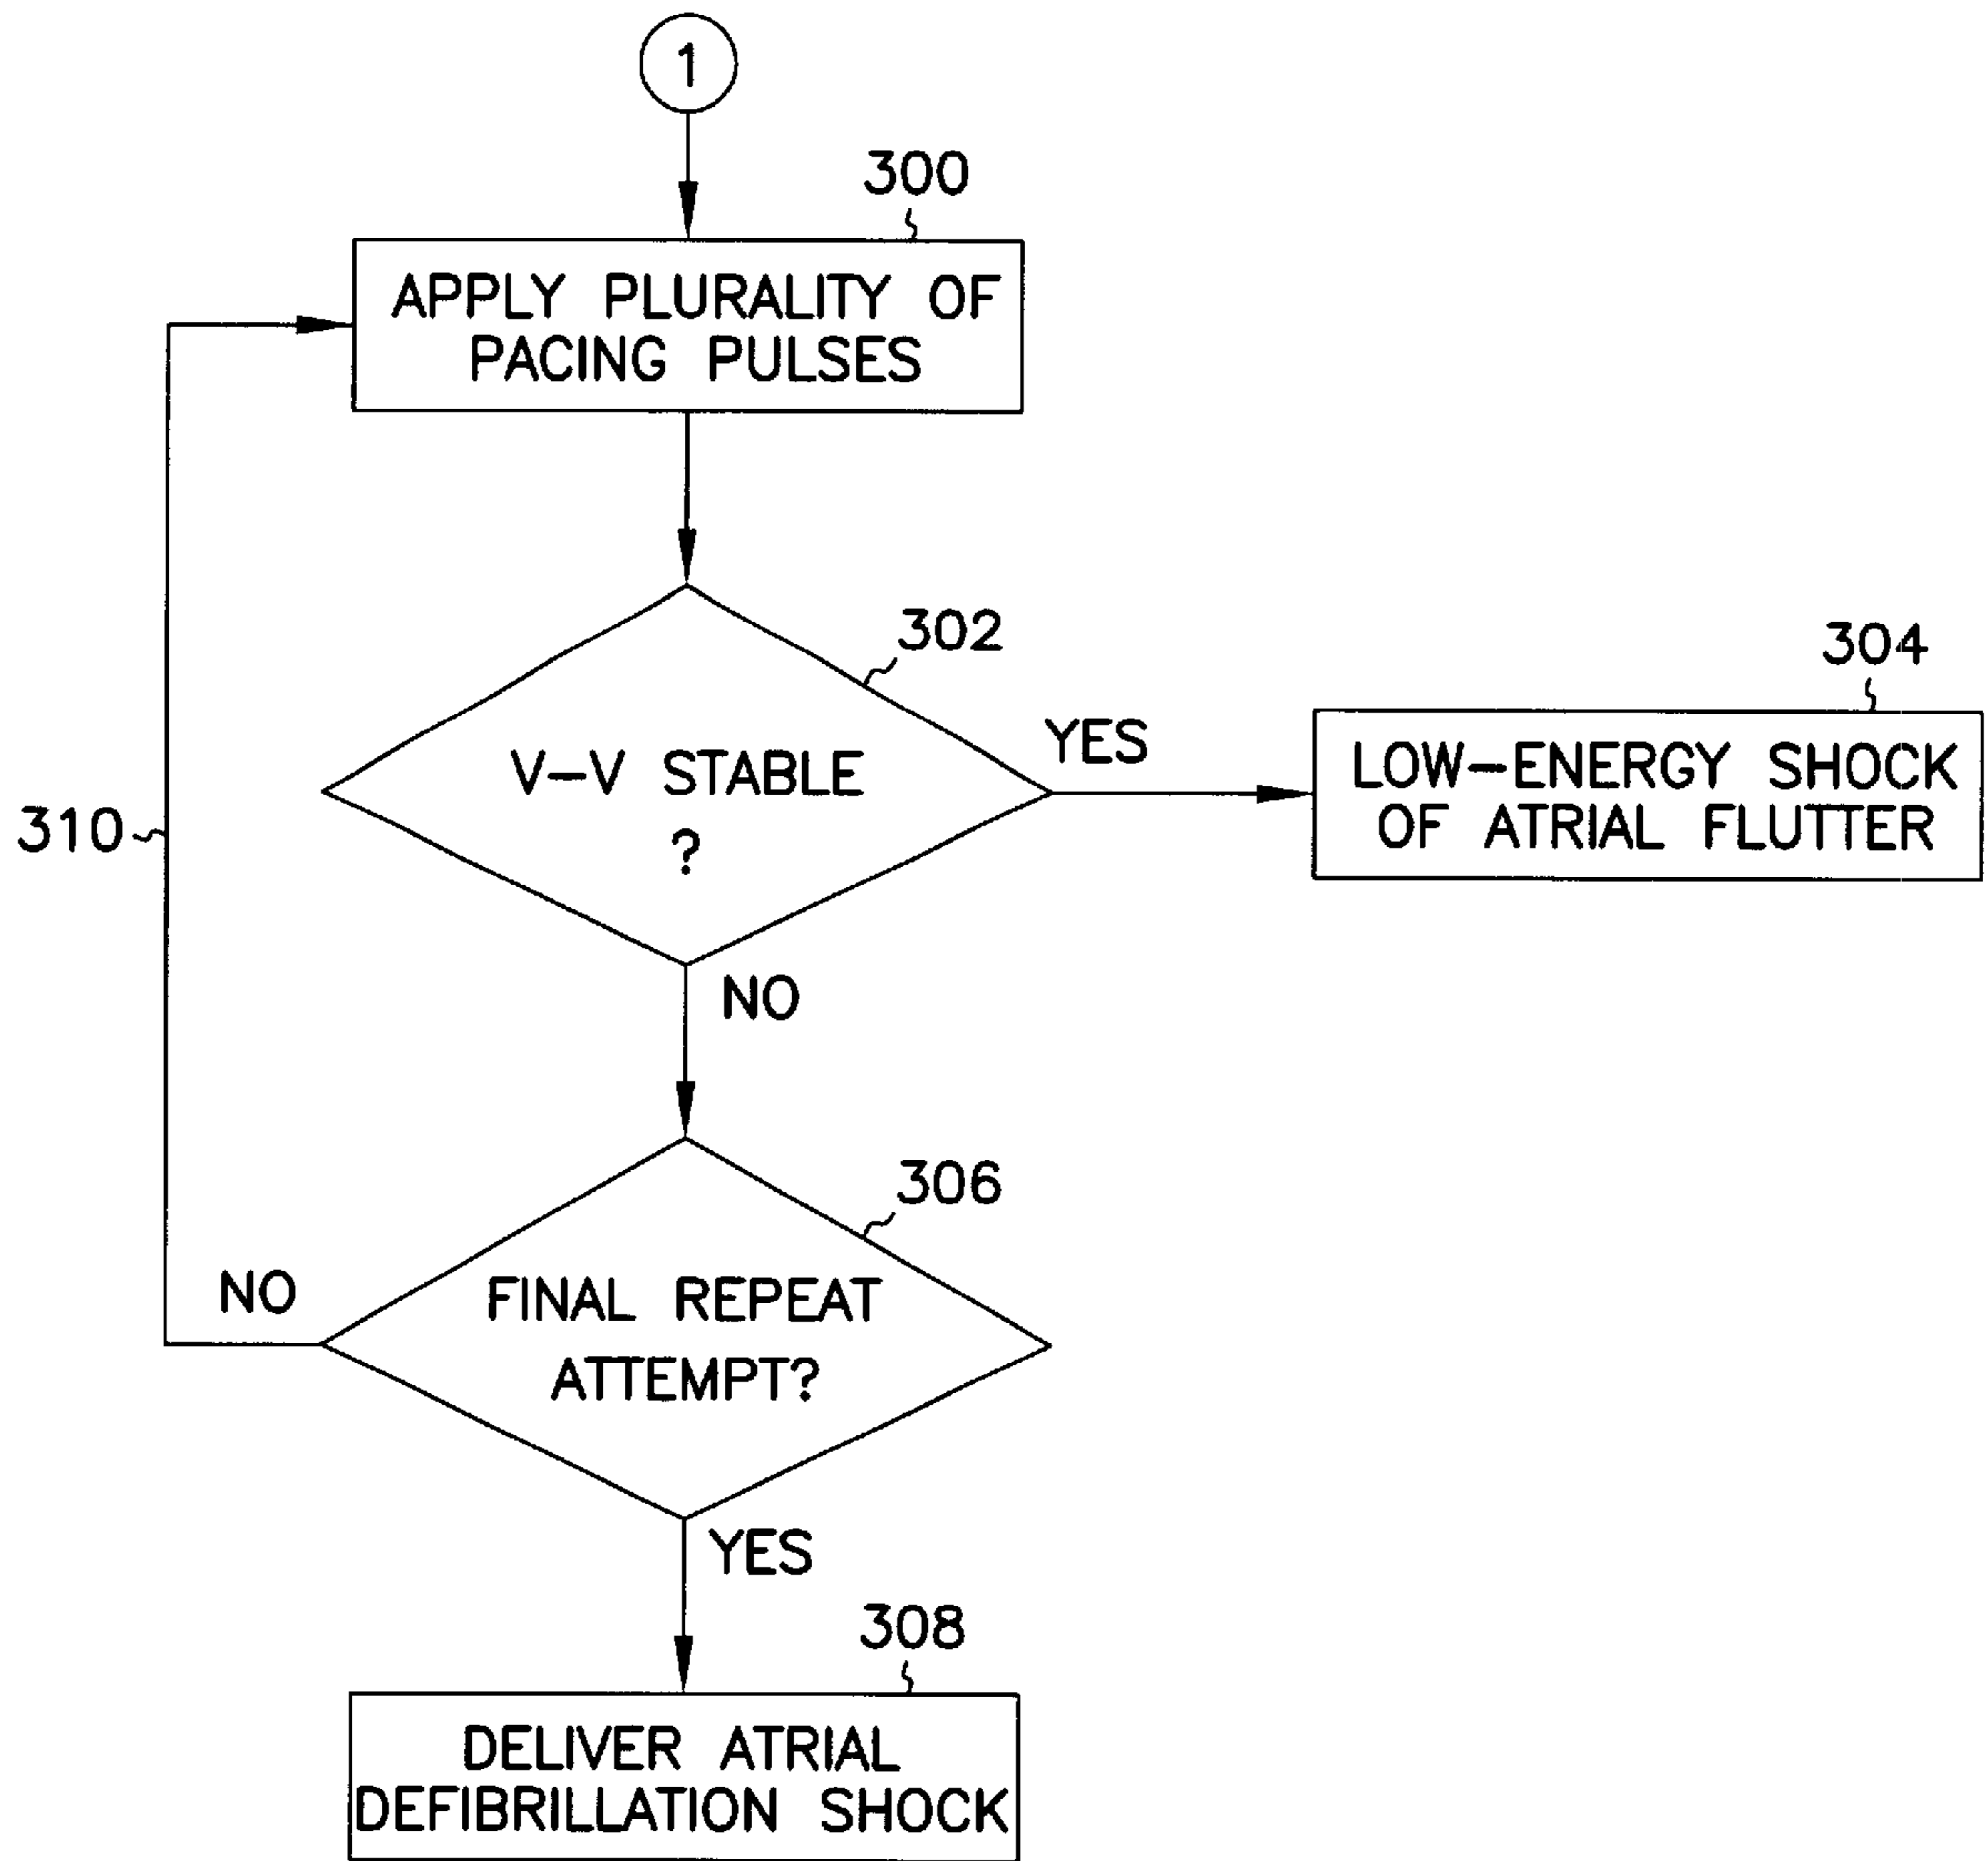 1
300
APPLY PLURALITY OF
PACING PULSES
302
V-V STABLE
?
YES
304
LOW-ENERGY SHOCK
OF ATRIAL FLUTTER
310
NO
306
FINAL REPEAT
ATTEMPT?
NO
YES
308
DELIVER ATRIAL
DEFIBRILLATION SHOCK